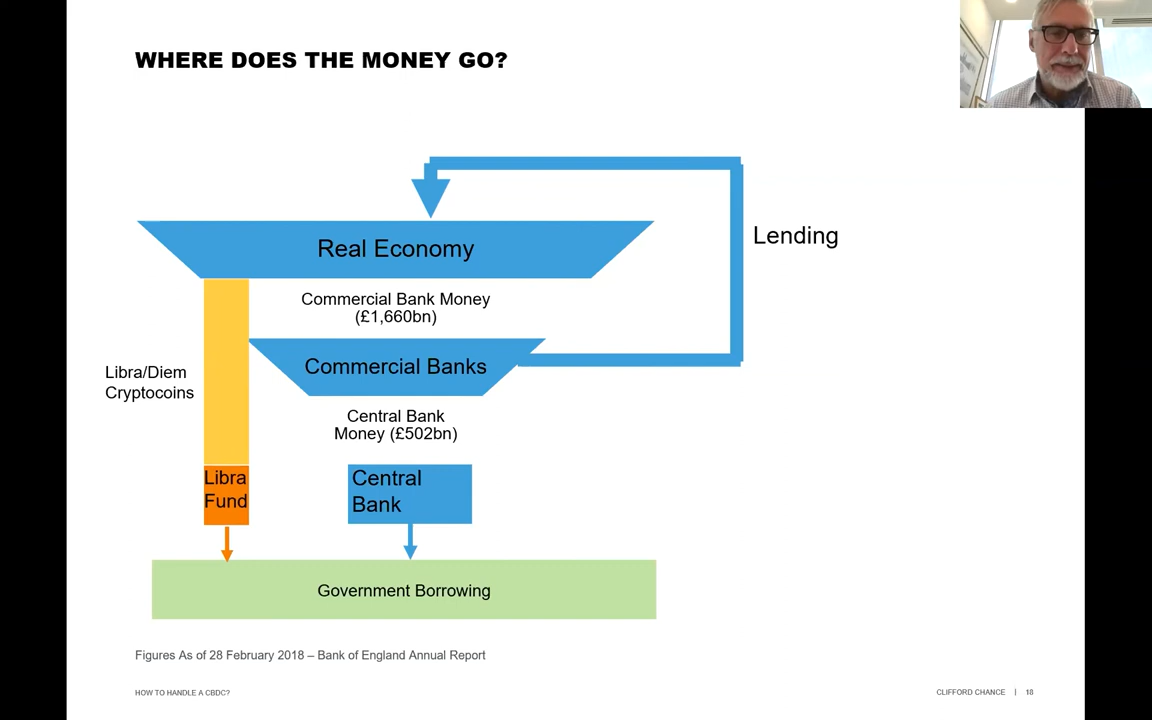 WHERE DOES THE MONEY GO?
Lending
Real Economy
Commercial Bank Money
(£1,660bn)
Commercial Banks
Libra/Diem
Cryptocoins
Central Bank
Money (£502bn)
Libra
Fund
Central
Bank
Government Borrowing
Figures As of 28 February 2018 – Bank of England Annual Report
HOW TO HANDLE A CBDC?
CLIFFORD CHANCE | 18